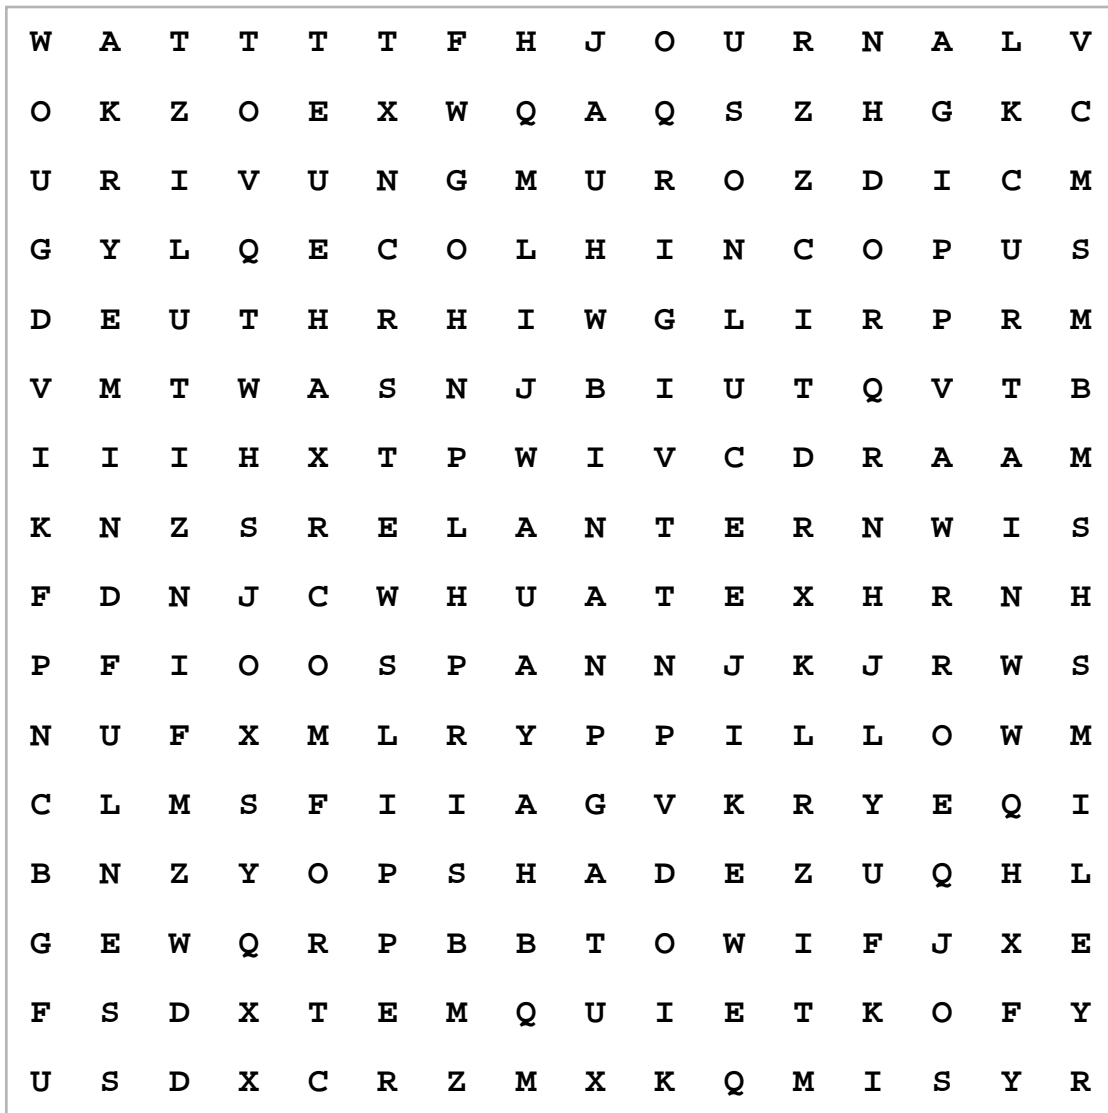 W A T T T T F H J O U R N A L V
O K Z O E X W Q A Q S Z H G K C
U R I V U N G M U R O Z D I C M
G Y L Q E C O L H I N C O P U S
D E U T H R H I W G L I R P R M
V M T W A S N J B I U T Q V T B
I I I H X T P W I V C D R A A M
K N Z S R E L A N T E R N W I S
F D N J C W H U A T E X H R N H
P F I O O S P A N N J K J R W S
N U F X M L R Y P P I L L O W M
C L M S F I I A G V K R Y E Q I
B N Z Y O P S H A D E Z U Q H L
G E W Q R P B B T O W I F J X E
F S D X T E M Q U I E T K O F Y
U S D X C R Z M X K Q M I S Y R